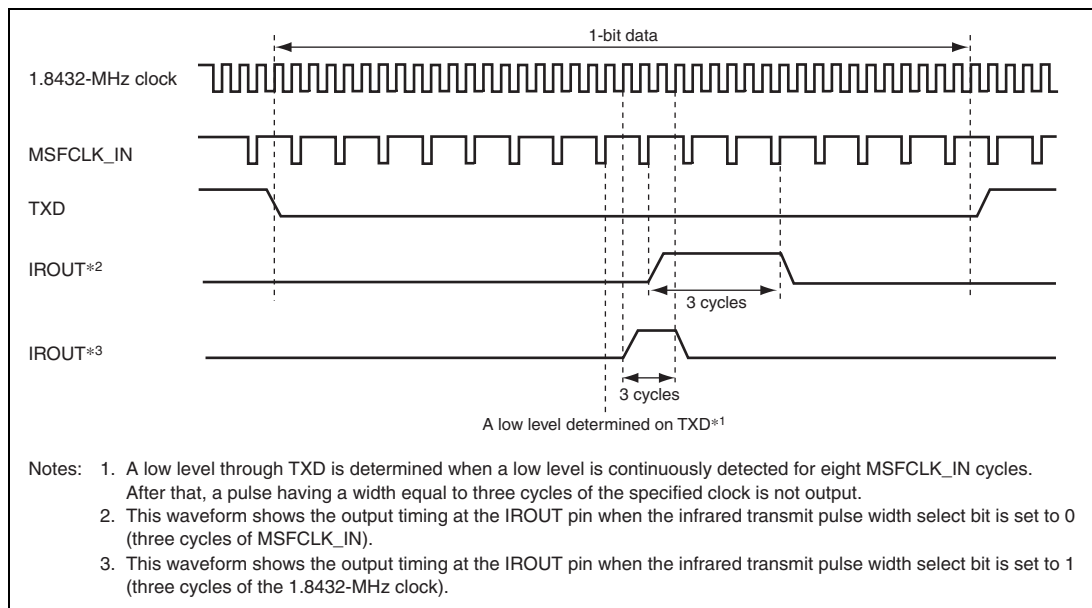 1-bit data
1.8432-MHz clock
MSFCLK_IN
TXD
IROUT*2
3 cycles
IROUT*3
3 cycles
A low level determined on TXD*1
Notes: 1. A low level through TXD is determined when a low level is continuously detected for eight MSFCLK_IN cycles.
After that, a pulse having a width equal to three cycles of the specified clock is not output.
2. This waveform shows the output timing at the IROUT pin when the infrared transmit pulse width select bit is set to 0
(three cycles of MSFCLK_IN).
3. This waveform shows the output timing at the IROUT pin when the infrared transmit pulse width select bit is set to 1
(three cycles of the 1.8432-MHz clock).